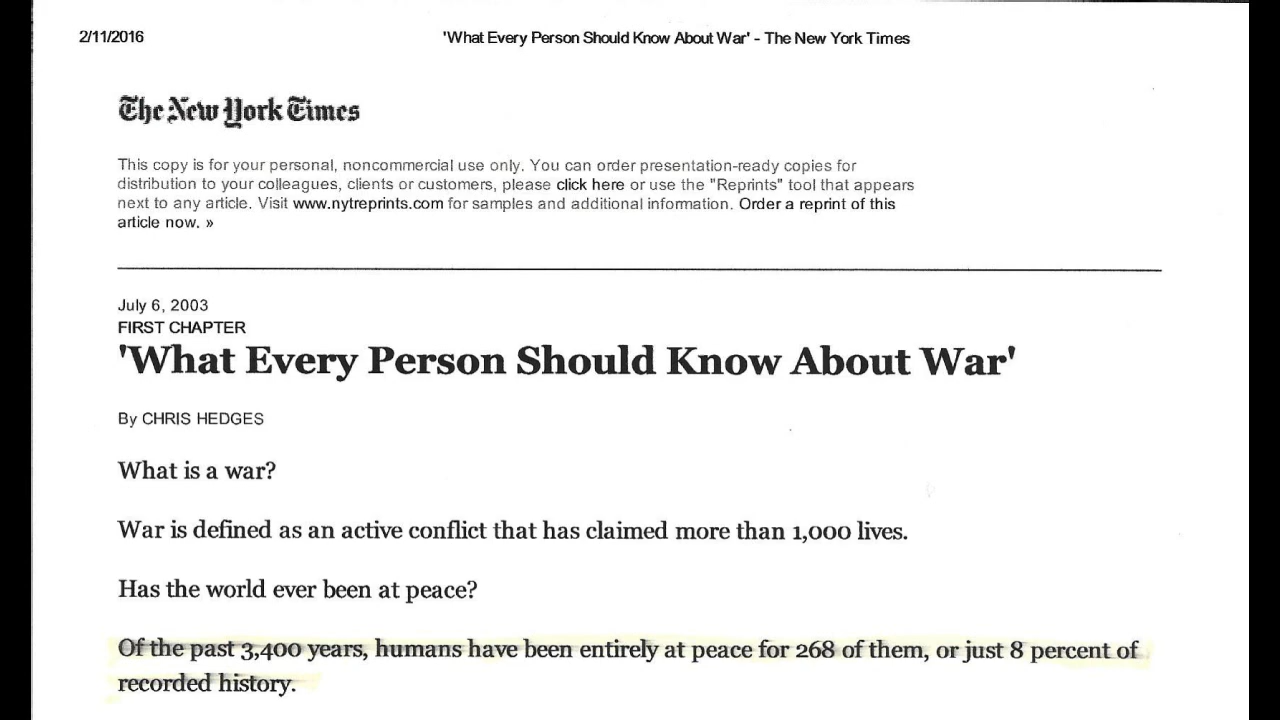 2/11/2016 'What Every Person Should Know About War' - The New York Times
The New York Times
This copy is for your personal, noncommercial use only. You can order presentation-ready copies for
distribution to your colleagues, clients or customers, please click here or use the "Reprints" tool that appears
next to any article. Visit www.nytreprints.com for samples and additional information. Order a reprint of this
article now. »
July 6, 2003
FIRST CHAPTER
'What Every Person Should Know About War'
By CHRIS HEDGES
What is a war?
War is defined as an active conflict that has claimed more than 1,000 lives.
Has the world ever been at peace?
Of the past 3,400 years, humans have been entirely at peace for 268 of them, or just 8 percent of
recorded history.